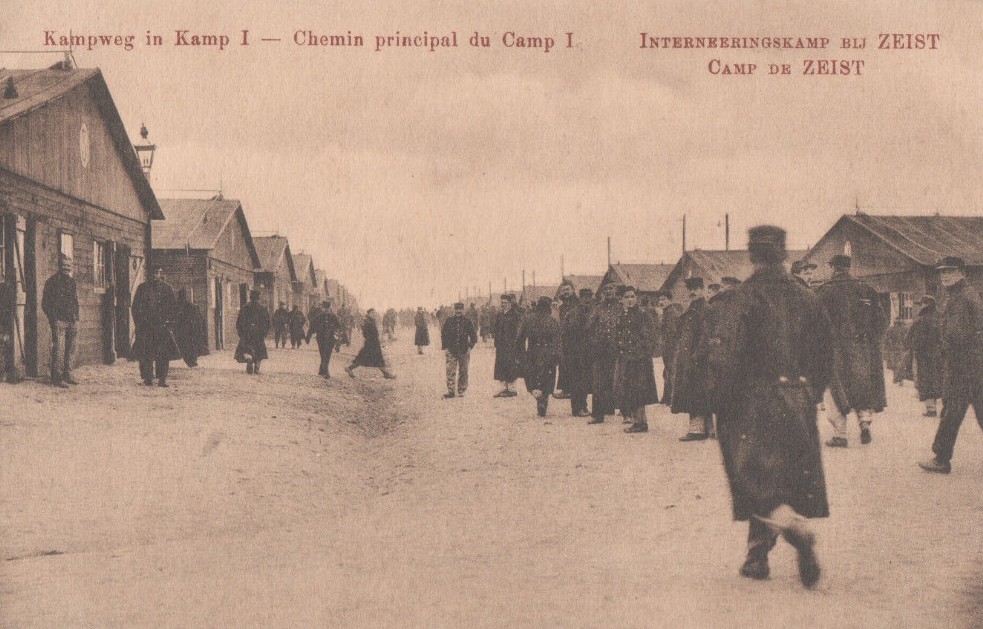 Kampweg in Kamp I — Chemin principal du Camp I
Interneeringskamp bij ZEIST
Camp de ZEIST